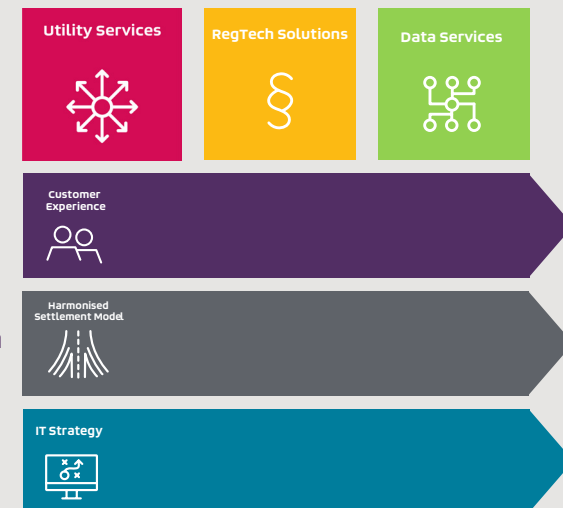 Utility Services
RegTech Solutions
Data Services
Customer
Experience
Harmonised
Settlement Model
IT Strategy